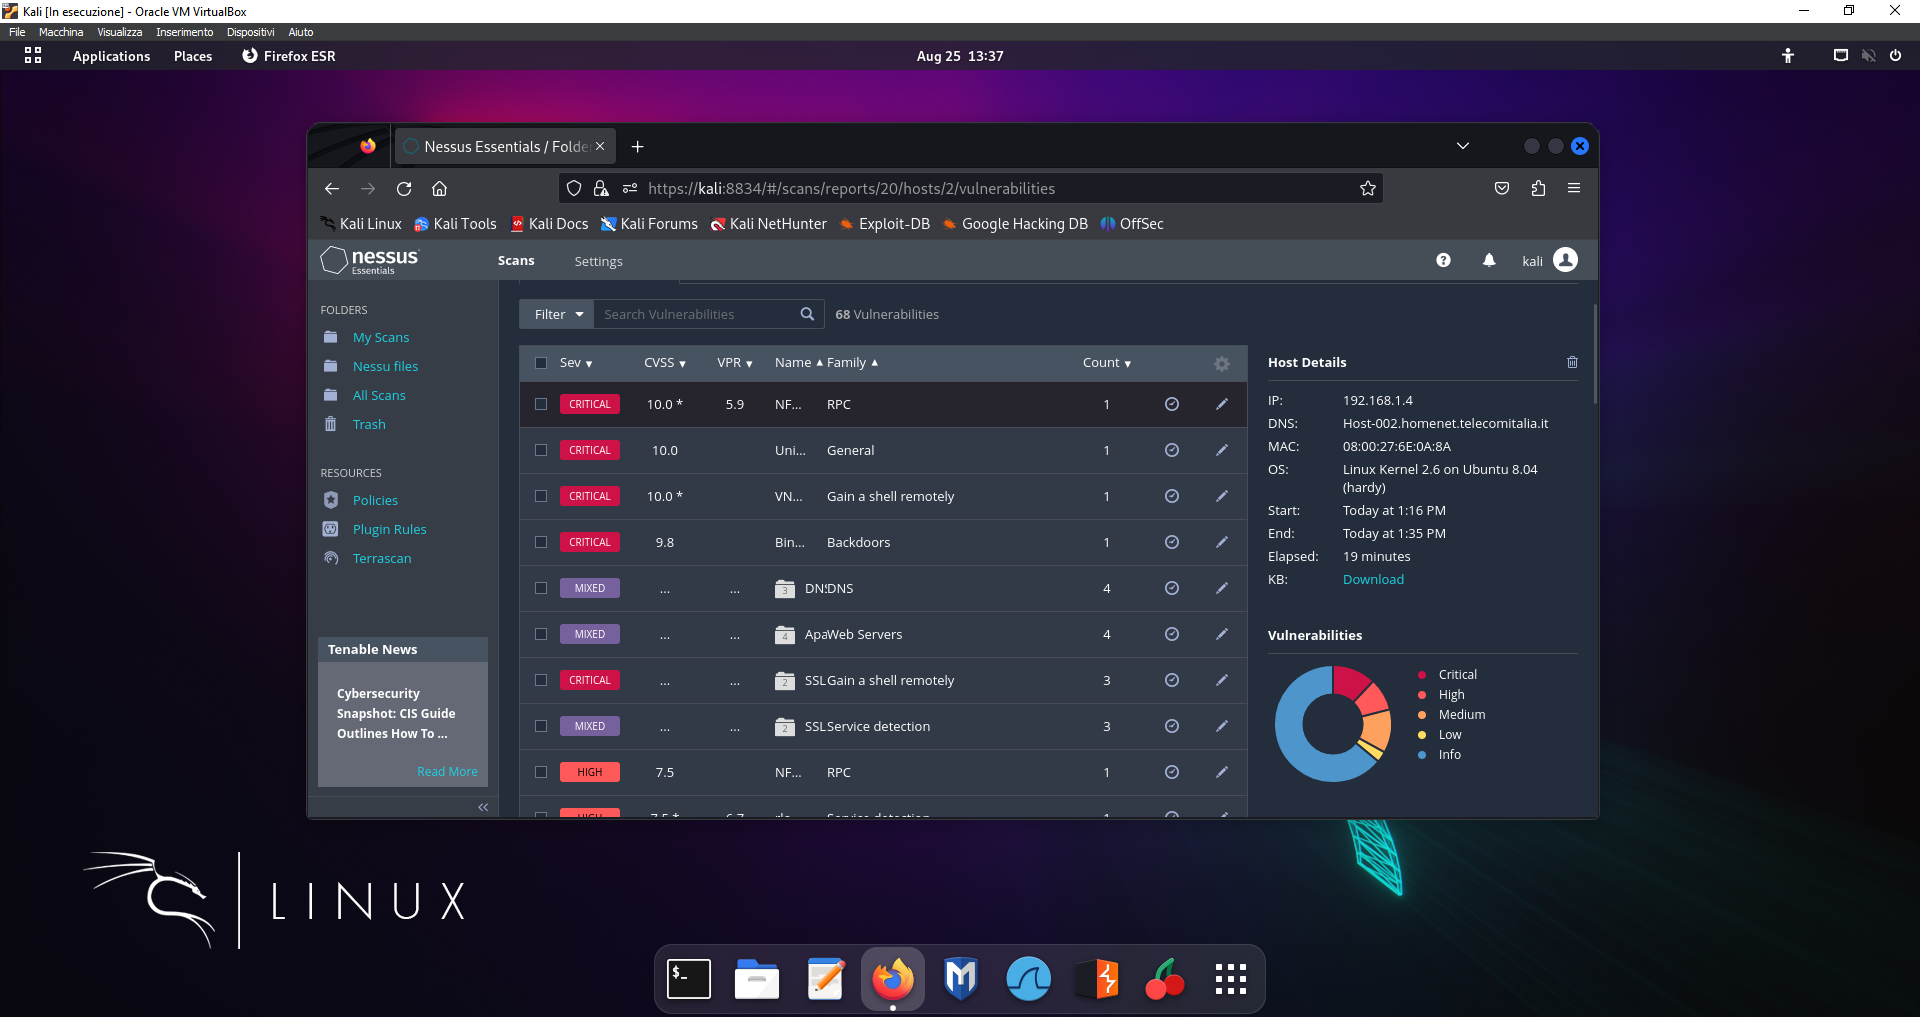 Kali [In esecuzione] - Oracle VM VirtualBox
File Macchina Visualizza Inserimento Dispositivi Aiuto
Applications Places Firefox ESR Aug 25 13:37
Nessus Essentials / Folde
https://kali:8834/#/scans/reports/20/hosts/2/vulnerabilities
Kali Linux Kali Tools Kali Docs Kali Forums Kali NetHunter Exploit-DB Google Hacking DB OffSec
nessus Essentials Scans Settings kali
FOLDERS
My Scans
Nessu files
All Scans
Trash
RESOURCES
Policies
Plugin Rules
Terrascan
Tenable News
Cybersecurity
Snapshot: CIS Guide
Outlines How To ...
Read More
Filter Search Vulnerabilities 68 Vulnerabilities
Sev CVSS VPR Name Family Count
CRITICAL 10.0 * 5.9 NF... RPC 1
CRITICAL 10.0 Uni... General 1
CRITICAL 10.0 * VN... Gain a shell remotely 1
CRITICAL 9.8 Bin... Backdoors 1
MIXED ... ... 3 DNS DNS 4
MIXED ... ... 4 Apa Web Servers 4
CRITICAL ... ... 2 SSL Gain a shell remotely 3
MIXED ... ... 2 SSL Service detection 3
HIGH 7.5 NF... RPC 1
HIGH 7.5 * 6.7 rlo... Service detection 1
Host Details
IP: 192.168.1.4
DNS: Host-002.homenet.telecomitalia.it
MAC: 08:00:27:6E:0A:8A
OS: Linux Kernel 2.6 on Ubuntu 8.04
(hardy)
Start: Today at 1:16 PM
End: Today at 1:35 PM
Elapsed: 19 minutes
KB: Download
Vulnerabilities
Critical
High
Medium
Low
Info
LINUX
$_
M